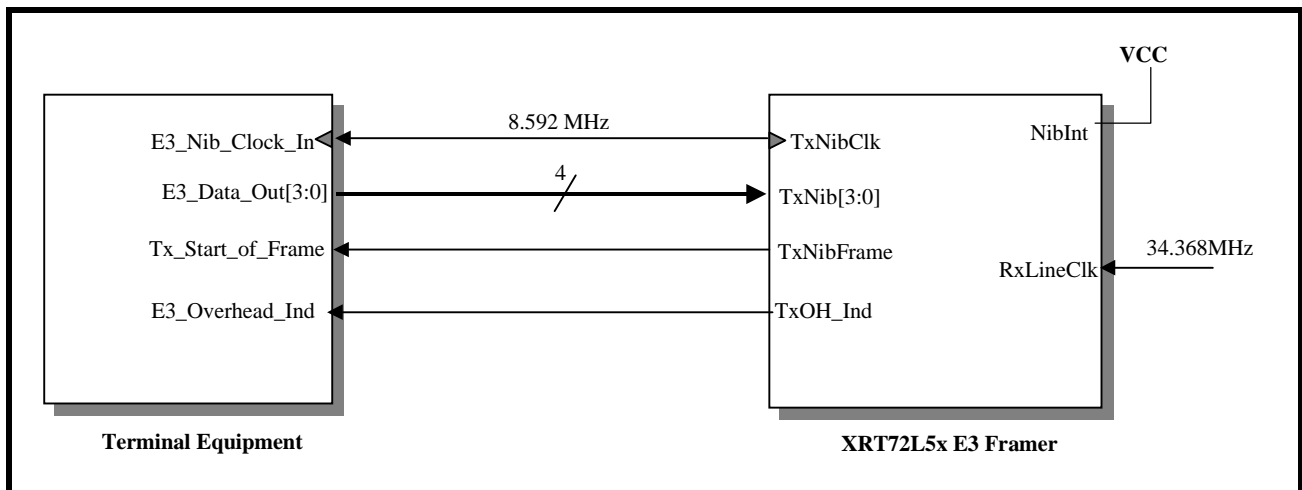 VCC
8.592 MHz
NibInt
E3_Nib_Clock_In
TxNibClk
4
E3_Data_Out[3:0]
TxNib[3:0]
Tx_Start_of_Frame
TxNibFrame
34.368MHz
RxLineClk
E3_Overhead_Ind
TxOH_Ind
Terminal Equipment
XRT72L5x E3 Framer